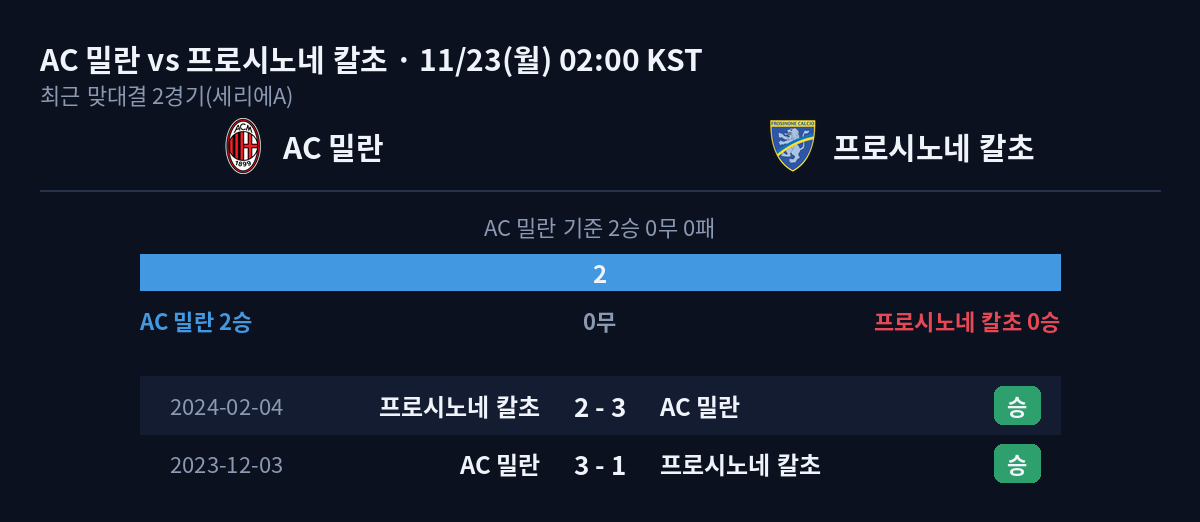 AC 밀란 vs 프로시노네 칼초 · 11/23(월) 02:00 KST
최근 맞대결 2경기(세리에A)
ACM
1899
AC 밀란
FROSINONE CALCIO
프로시노네 칼초
AC 밀란 기준 2승 0무 0패
2
AC 밀란 2승 0무 프로시노네 칼초 0승
2024-02-04 프로시노네 칼초 2 - 3 AC 밀란 승
2023-12-03 AC 밀란 3 - 1 프로시노네 칼초 승